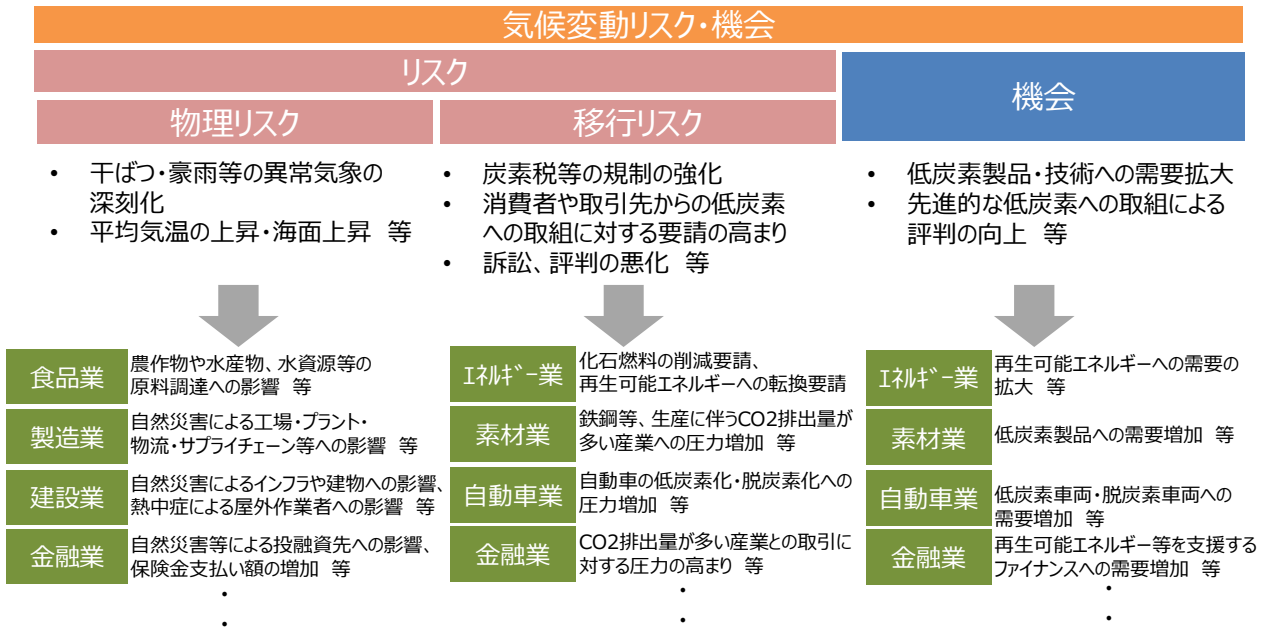 気候変動リスク・機会
リスク
機会
物理リスク
移行リスク
• 干ばつ・豪雨等の異常気象の
深刻化
• 平均気温の上昇・海面上昇 等
• 炭素税等の規制の強化
• 消費者や取引先からの低炭素
への取組に対する要請の高まり
• 訴訟、評判の悪化 等
• 低炭素製品・技術への需要拡大
• 先進的な低炭素への取組による
評判の向上 等
食品業
農作物や水産物、水資源等の
原料調達への影響 等
製造業
自然災害による工場・プラント・
物流・サプライチェーン等への影響 等
建設業
自然災害によるインフラや建物への影響、
熱中症による屋外作業者への影響 等
金融業
自然災害等による投融資先への影響、
保険金支払い額の増加 等
・
・
ｴﾈﾙｷﾞｰ業
化石燃料の削減要請、
再生可能エネルギーへの転換要請
素材業
鉄鋼等、生産に伴うCO2排出量が
多い産業への圧力増加 等
自動車業
自動車の低炭素化・脱炭素化への
圧力増加 等
金融業
CO2排出量が多い産業との取引に
対する圧力の高まり 等
・
・
ｴﾈﾙｷﾞｰ業
再生可能エネルギーへの需要の
拡大 等
素材業
低炭素製品への需要増加 等
自動車業
低炭素車両・脱炭素車両への
需要増加 等
金融業
再生可能エネルギー等を支援する
ファイナンスへの需要増加 等
・
・